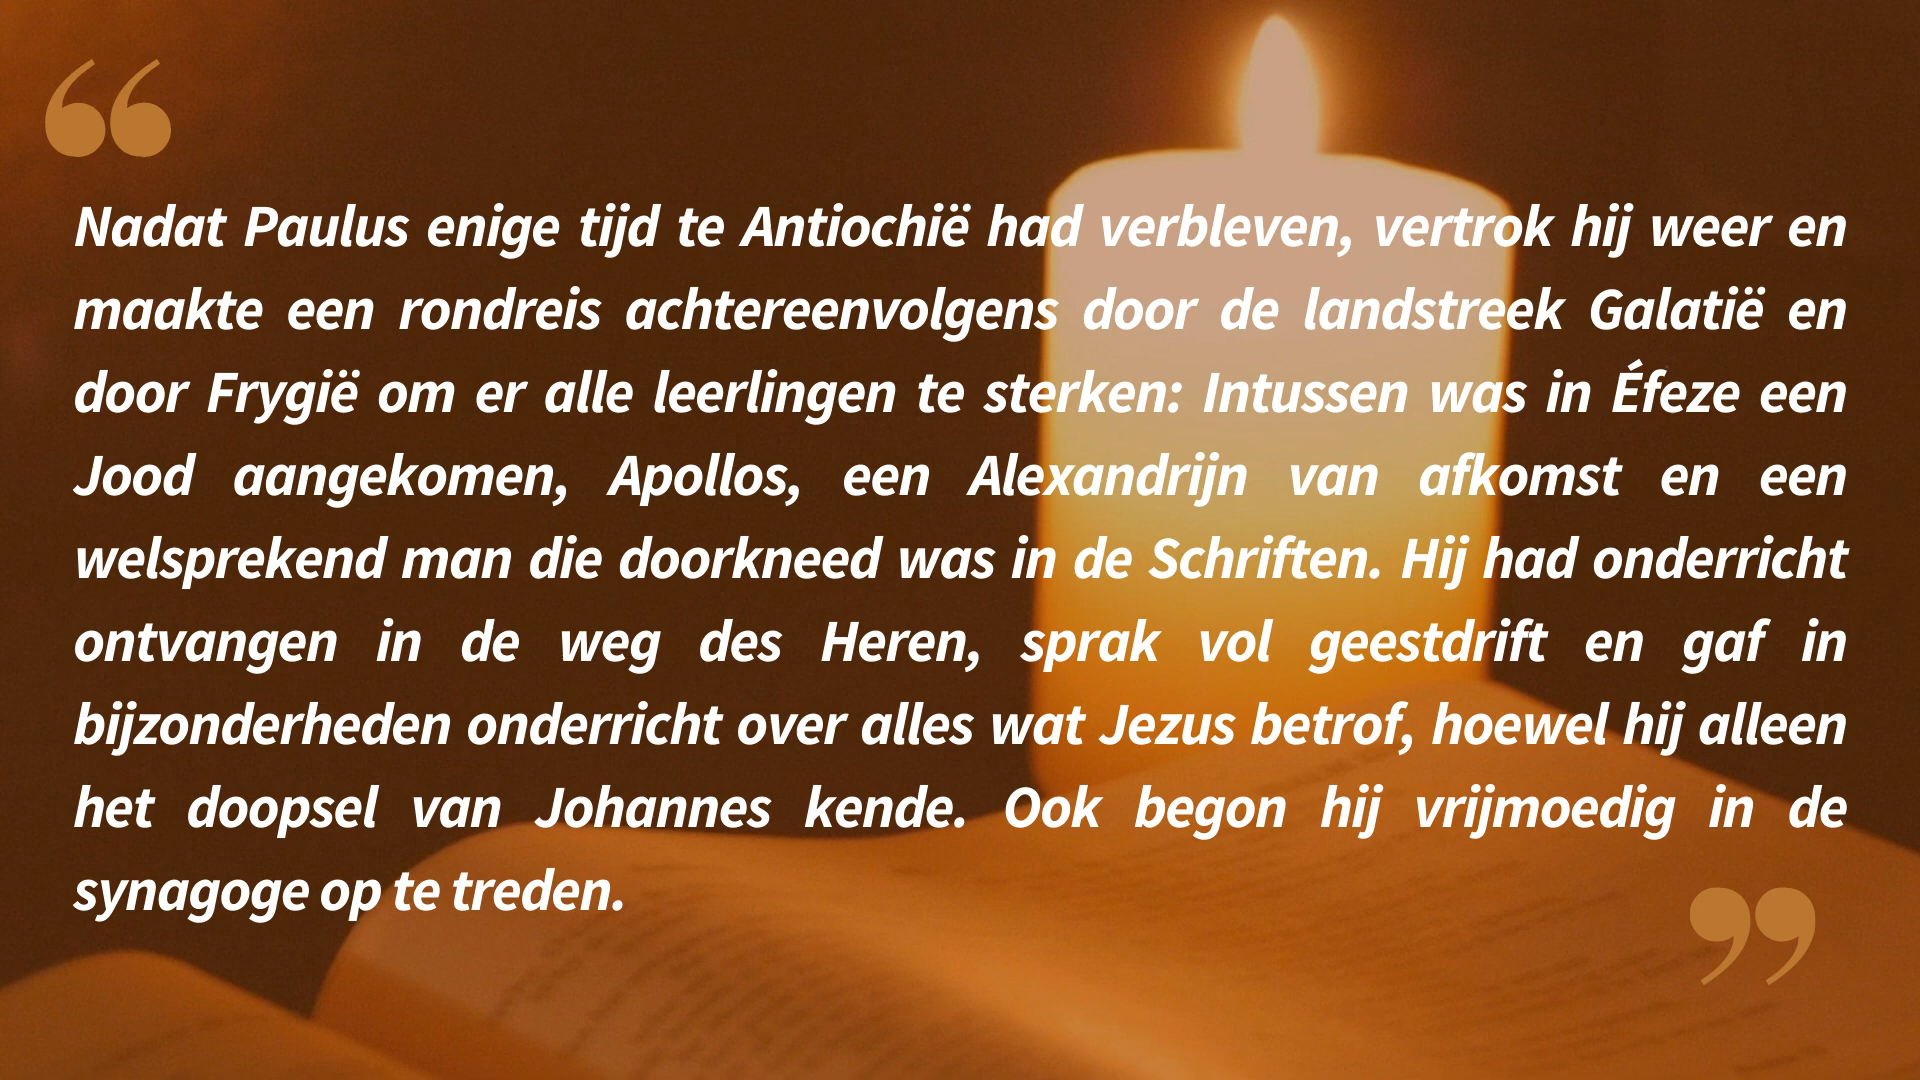 “
Nadat Paulus enige tijd te Antiochië had verbleven, vertrok hij weer en
maakte een rondreis achtereenvolgens door de landstreek Galatië en
door Frygië om er alle leerlingen te sterken: Intussen was in Éfeze een
Jood aangekomen, Apollos, een Alexandrijn van afkomst en een
welsprekend man die doorkneed was in de Schriften. Hij had onderricht
ontvangen in de weg des Heren, sprak vol geestdrift en gaf in
bijzonderheden onderricht over alles wat Jezus betrof, hoewel hij alleen
het doopsel van Johannes kende. Ook begon hij vrijmoedig in de
synagoge op te treden.
”